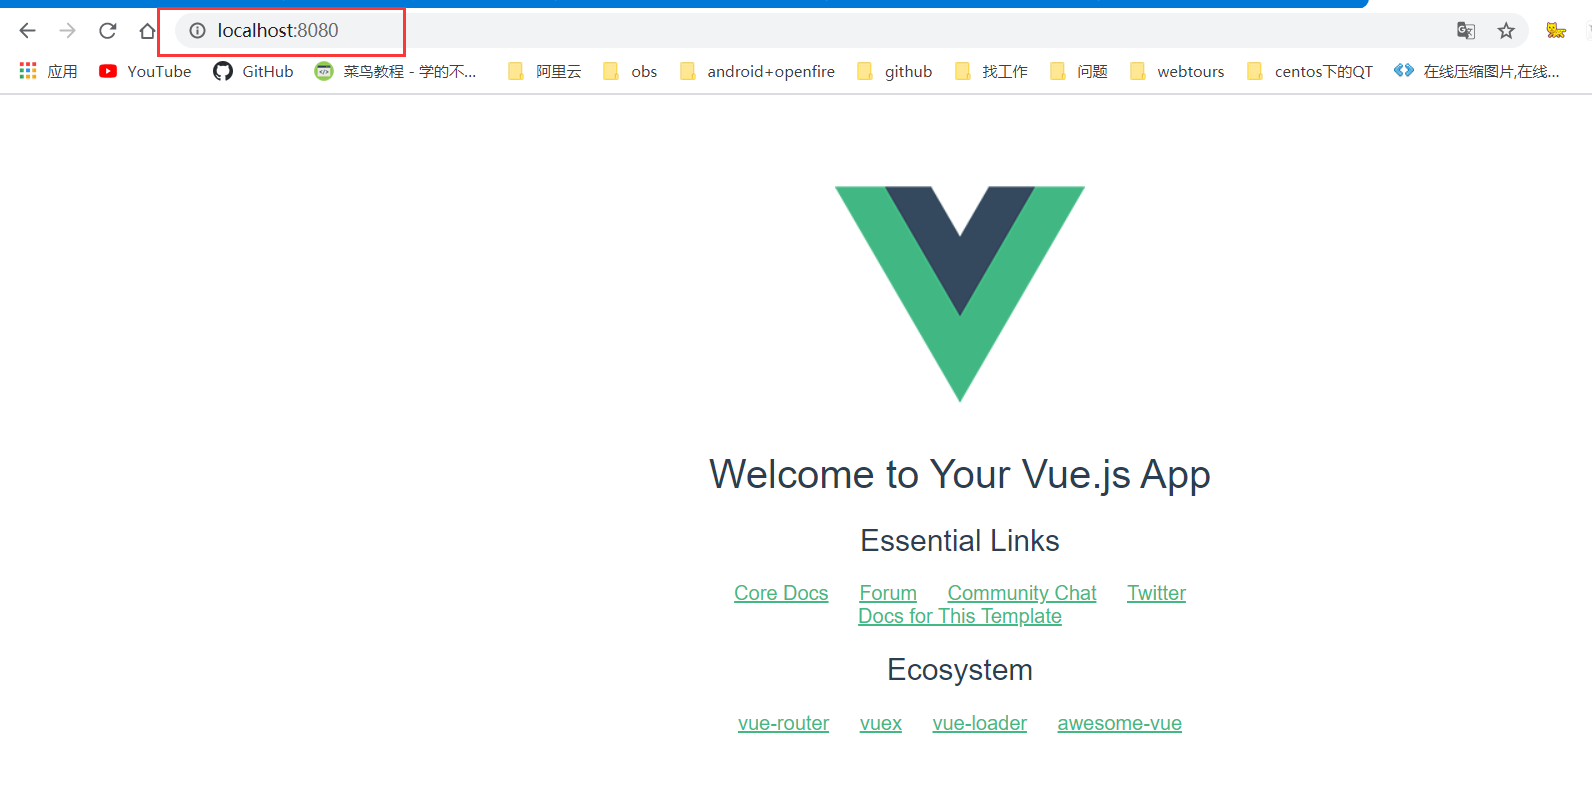 localhost:8080
应用 YouTube GitHub 菜鸟教程 - 学的不... 阿里云 obs android+openfire github 找工作 问题 webtours centos下的QT 在线压缩图片,在线...
Welcome to Your Vue.js App
Essential Links
Core Docs Forum Community Chat Twitter
Docs for This Template
Ecosystem
vue-router vuex vue-loader awesome-vue